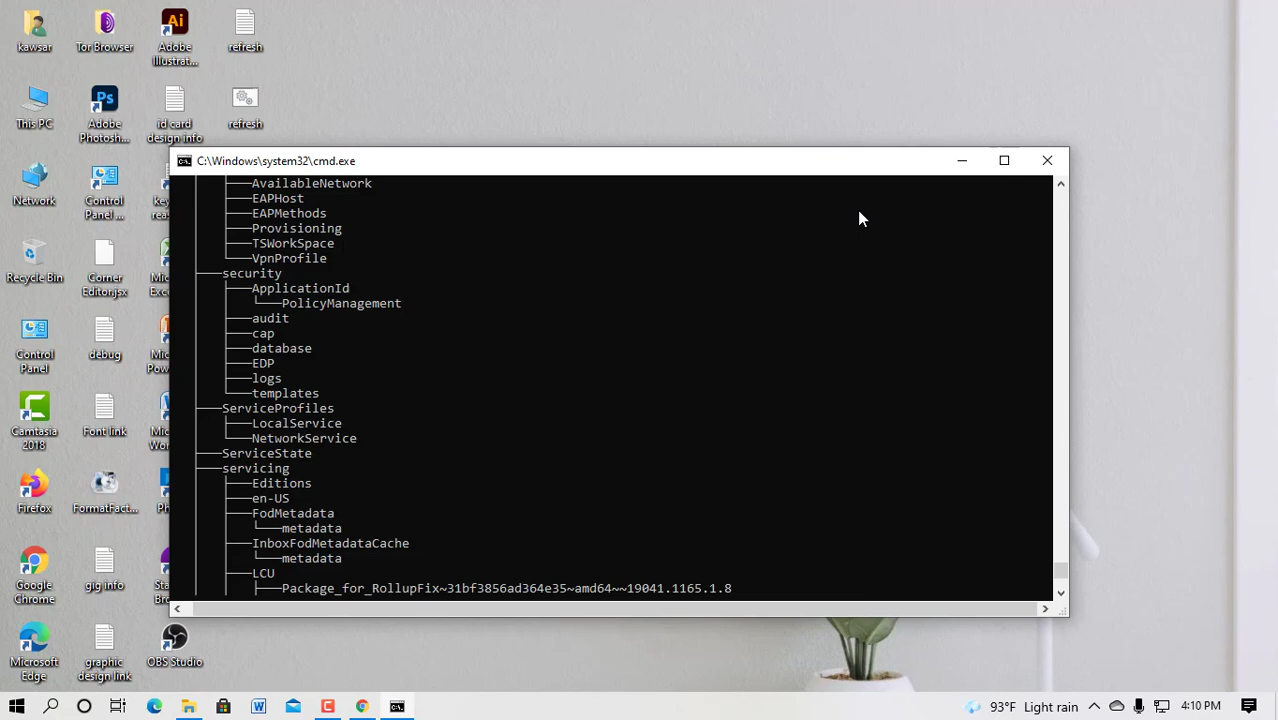 kawsar
Tor Browser
Adobe
Illustrat...
refresh
This PC
Adobe
Photosh...
id card
design info
refresh
Network
Control
Panel ...
Recycle Bin
Corner
Editor.jsx
Control
Panel
debug
Camtasia
2018
Font link
Firefox
FormatFact...
Google
Chrome
gig info
Microsoft
Edge
graphic
design link
OBS Studio
C:\Windows\system32\cmd.exe
├───AvailableNetwork
├───EAPHost
├───EAPMethods
├───Provisioning
├───TSWorkSpace
└───VpnProfile
├───security
├───ApplicationId
└───PolicyManagement
├───audit
├───cap
├───database
├───EDP
├───logs
└───templates
├───ServiceProfiles
├───LocalService
└───NetworkService
├───ServiceState
├───servicing
├───Editions
├───en-US
├───FodMetadata
└───metadata
├───InboxFodMetadataCache
└───metadata
├───LCU
├───Package_for_RollupFix~31bf3856ad364e35~amd64~~19041.1165.1.8
93°F Light rain
4:10 PM